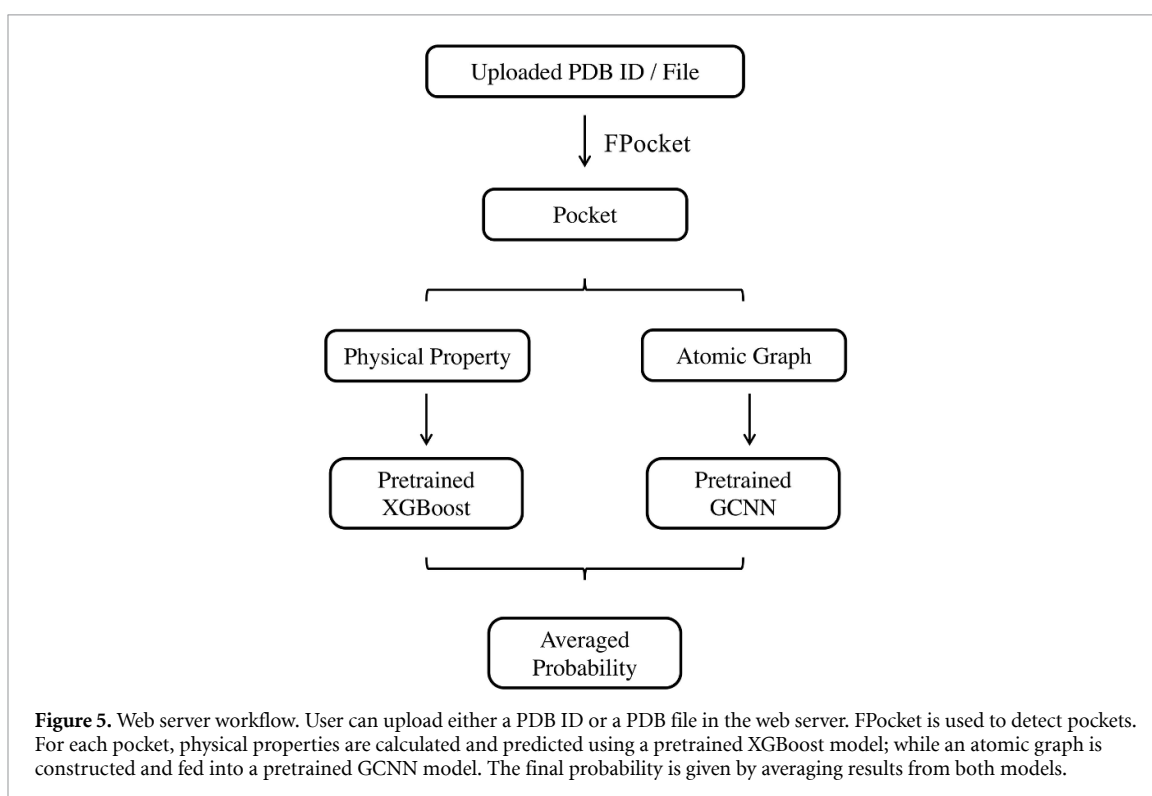 Uploaded PDB ID / File
FPocket
Pocket
Physical Property
Atomic Graph
Pretrained
XGBoost
Pretrained
GCNN
Averaged
Probability
Figure 5. Web server workflow. User can upload either a PDB ID or a PDB file in the web server. FPocket is used to detect pockets.
For each pocket, physical properties are calculated and predicted using a pretrained XGBoost model; while an atomic graph is
constructed and fed into a pretrained GCNN model. The final probability is given by averaging results from both models.